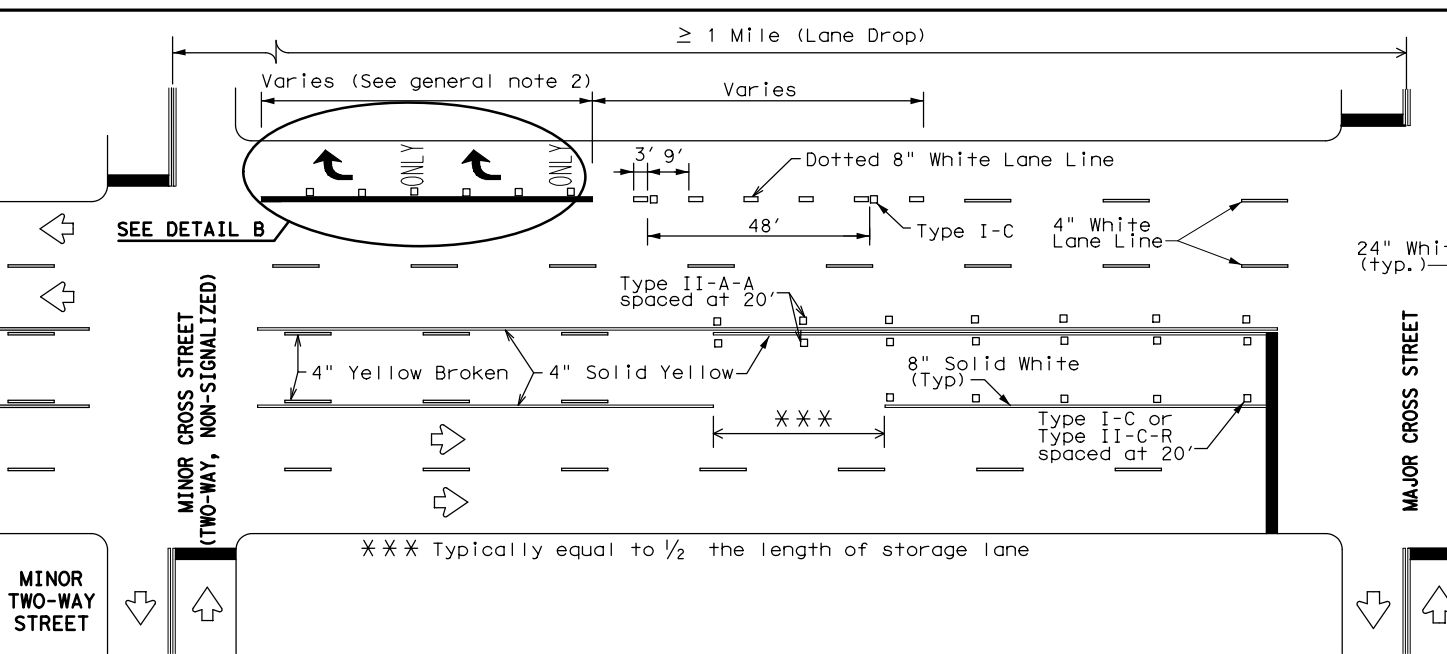 ≥ 1 Mile (Lane Drop)
Varies (See general note 2)
Varies
ONLY
ONLY
3' 9'
Dotted 8" White Lane Line
SEE DETAIL B
48'
Type I-C
4" White
Lane Line
24" Whi
(typ.)
Type II-A-A
spaced at 20'
MINOR CROSS STREET
(TWO-WAY, NON-SIGNALIZED)
4" Yellow Broken
4" Solid Yellow
8" Solid White
(Typ)
***
Type I-C or
Type II-C-R
spaced at 20'
MAJOR CROSS STREET
*** Typically equal to 1/2 the length of storage lane
MINOR
TWO-WAY
STREET